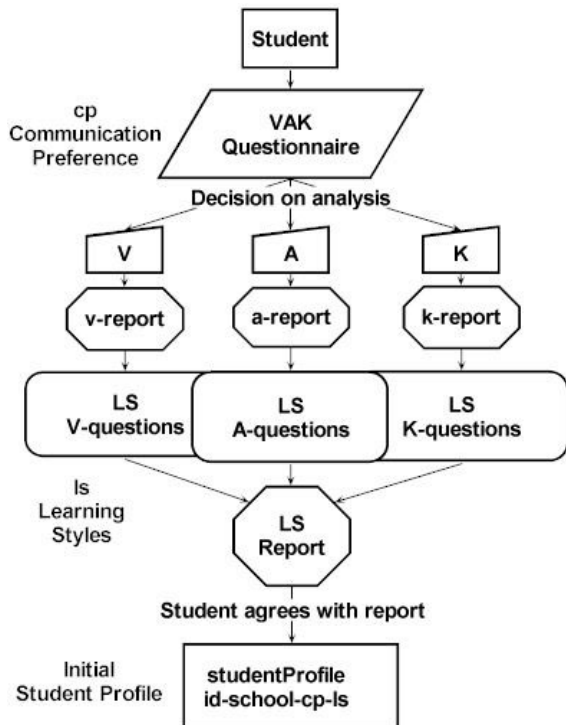 Student
cp
Communication
Preference
VAK
Questionnaire
Decision on analysis
V
A
K
v-report
a-report
k-report
LS
V-questions
LS
A-questions
LS
K-questions
ls
Learning
Styles
LS
Report
Student agrees with report
Initial
Student Profile
studentProfile
id-school-cp-ls